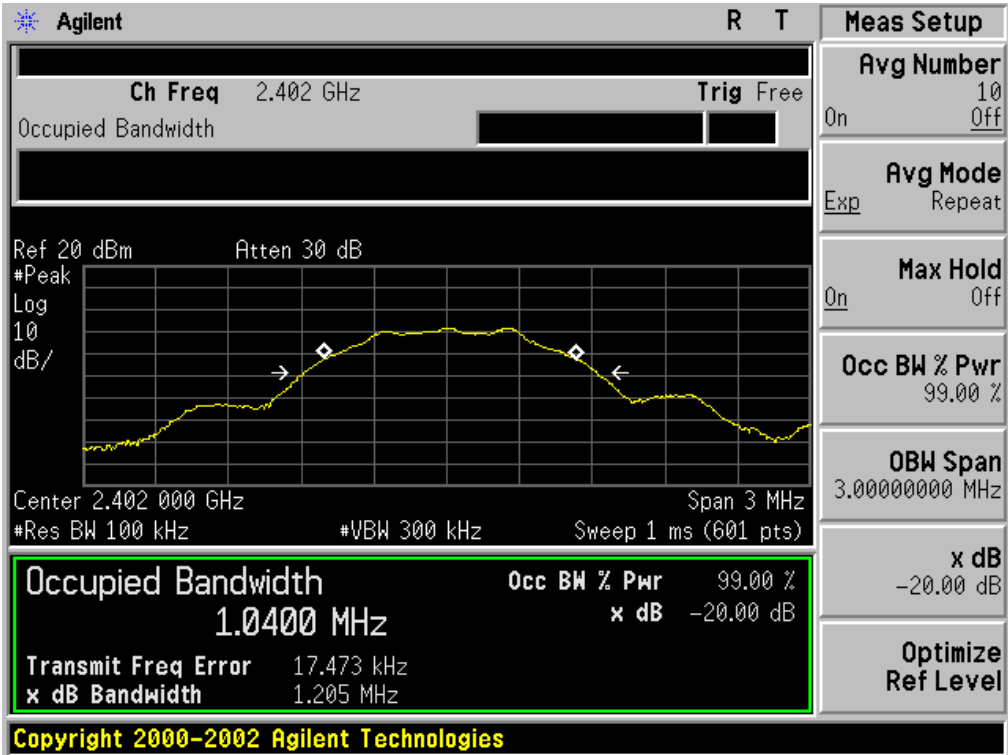 Agilent R T
Ch Freq 2.402 GHz Trig Free
Occupied Bandwidth
Ref 20 dBm Atten 30 dB
#Peak
Log
10
dB/
Center 2.402 000 GHz Span 3 MHz
#Res BW 100 kHz #VBW 300 kHz Sweep 1 ms (601 pts)
Occupied Bandwidth Occ BW % Pwr 99.00 %
1.0400 MHz x dB -20.00 dB
Transmit Freq Error 17.473 kHz
x dB Bandwidth 1.205 MHz
Copyright 2000-2002 Agilent Technologies
Meas Setup
Avg Number
10
On Off
Avg Mode
Exp Repeat
Max Hold
On Off
Occ BW % Pwr
99.00 %
OBW Span
3.00000000 MHz
x dB
-20.00 dB
Optimize
Ref Level